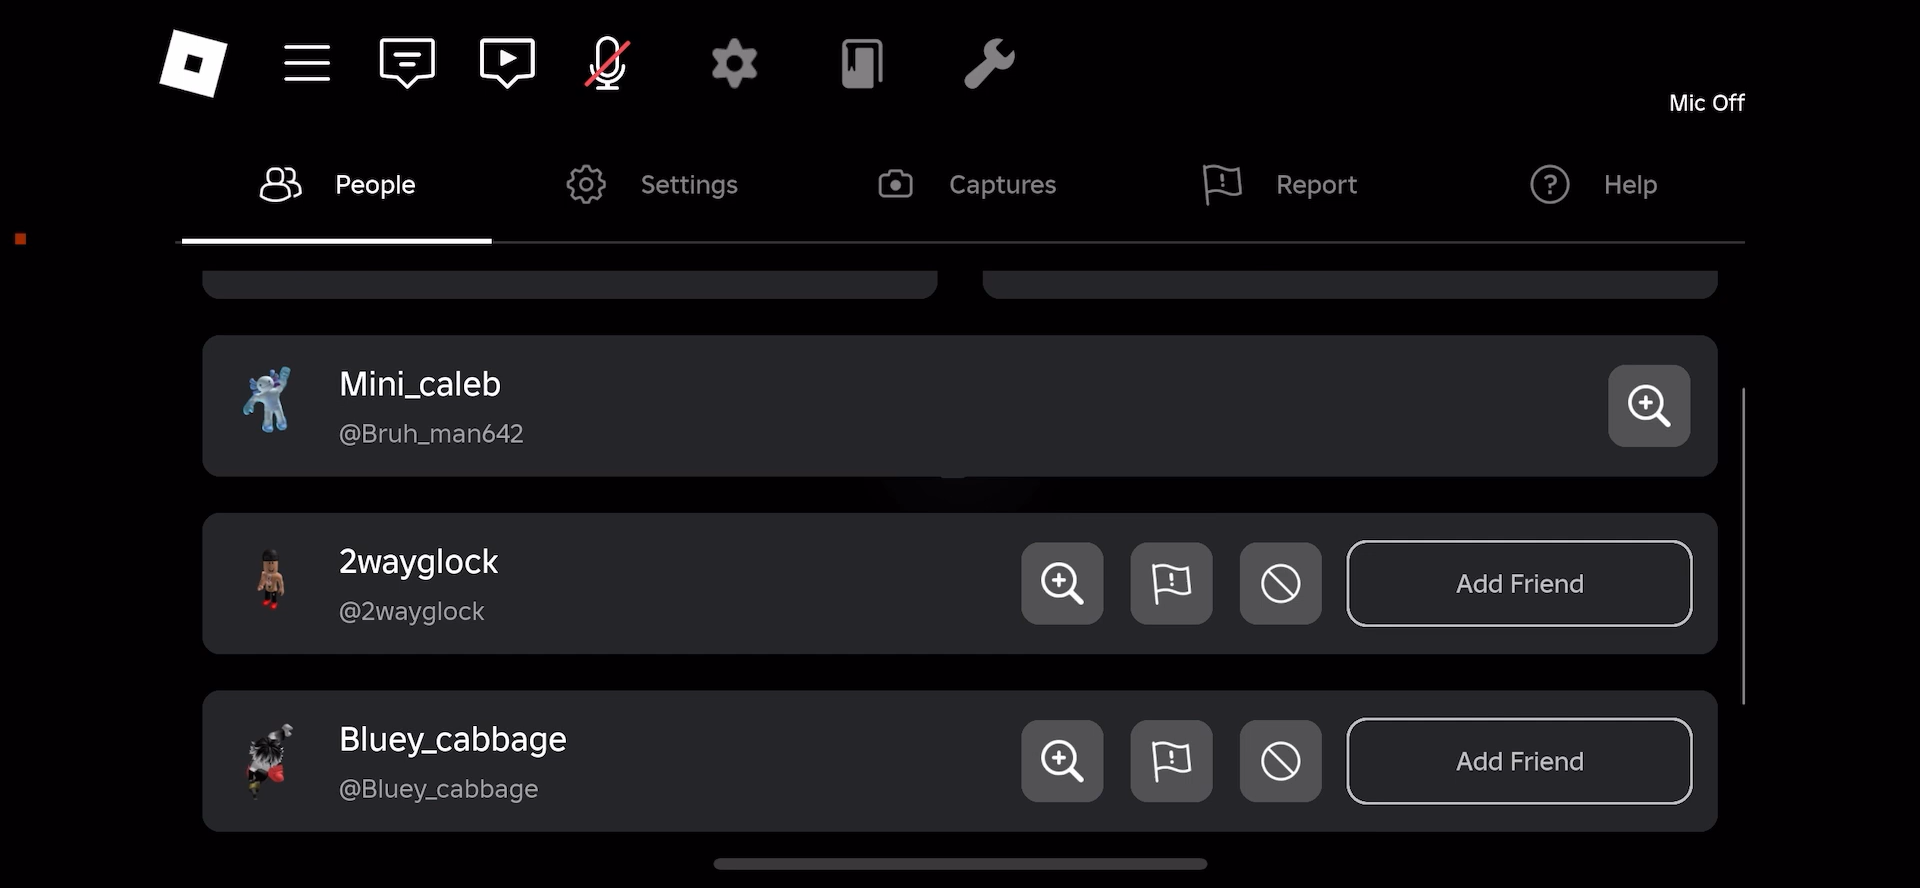 Mic Off
People
Settings
Captures
Report
Help
Mini_caleb
@Bruh_man642
2wayglock
@2wayglock
Add Friend
Bluey_cabbage
@Bluey_cabbage
Add Friend